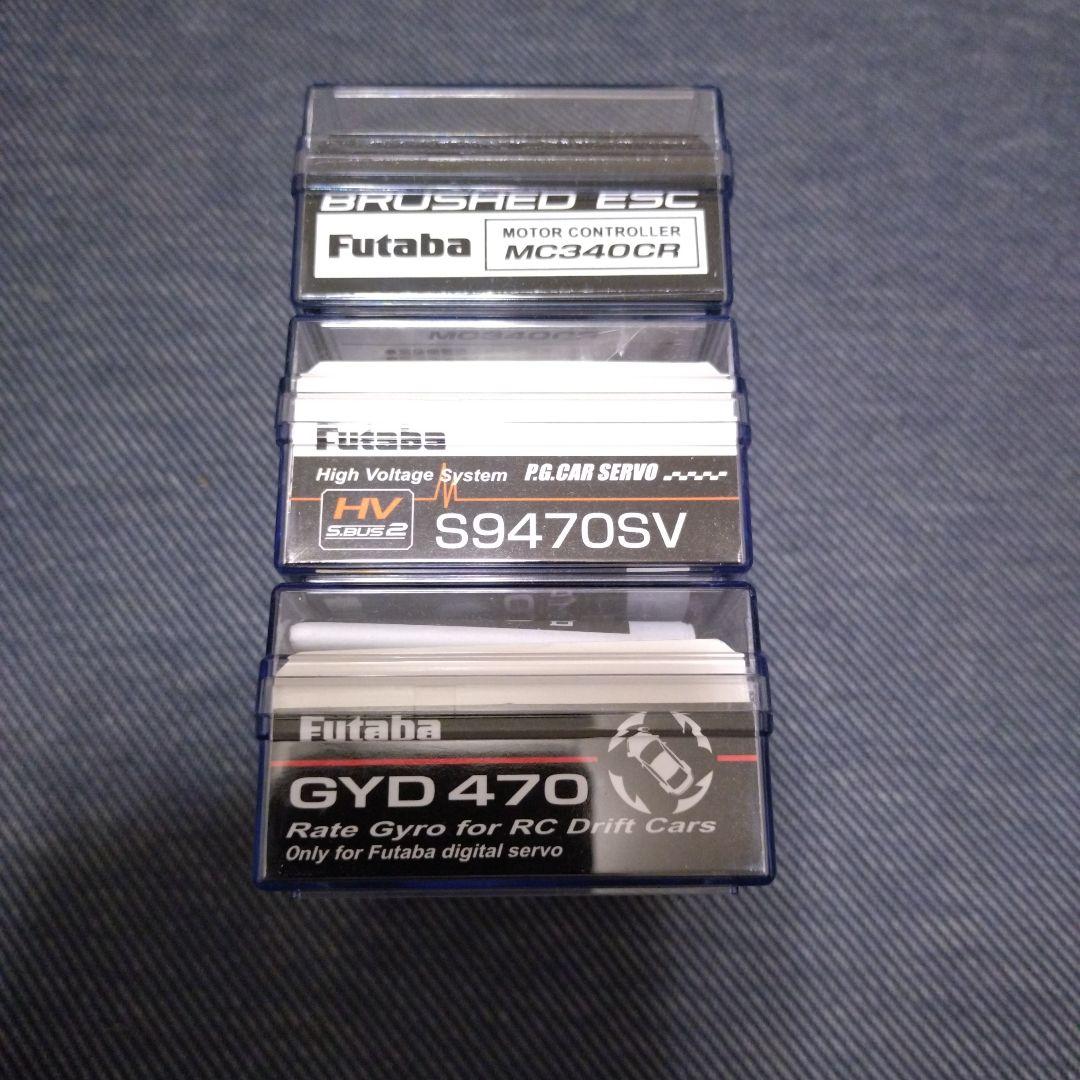 BRUSHED ESC
Futaba
MOTOR CONTROLLER
MC340CR
Futaba
High Voltage System P.G.CAR SERVO
HV
S.BUS2
S9470SV
Futaba
GYD 470
Rate Gyro for RC Drift Cars
Only for Futaba digital servo